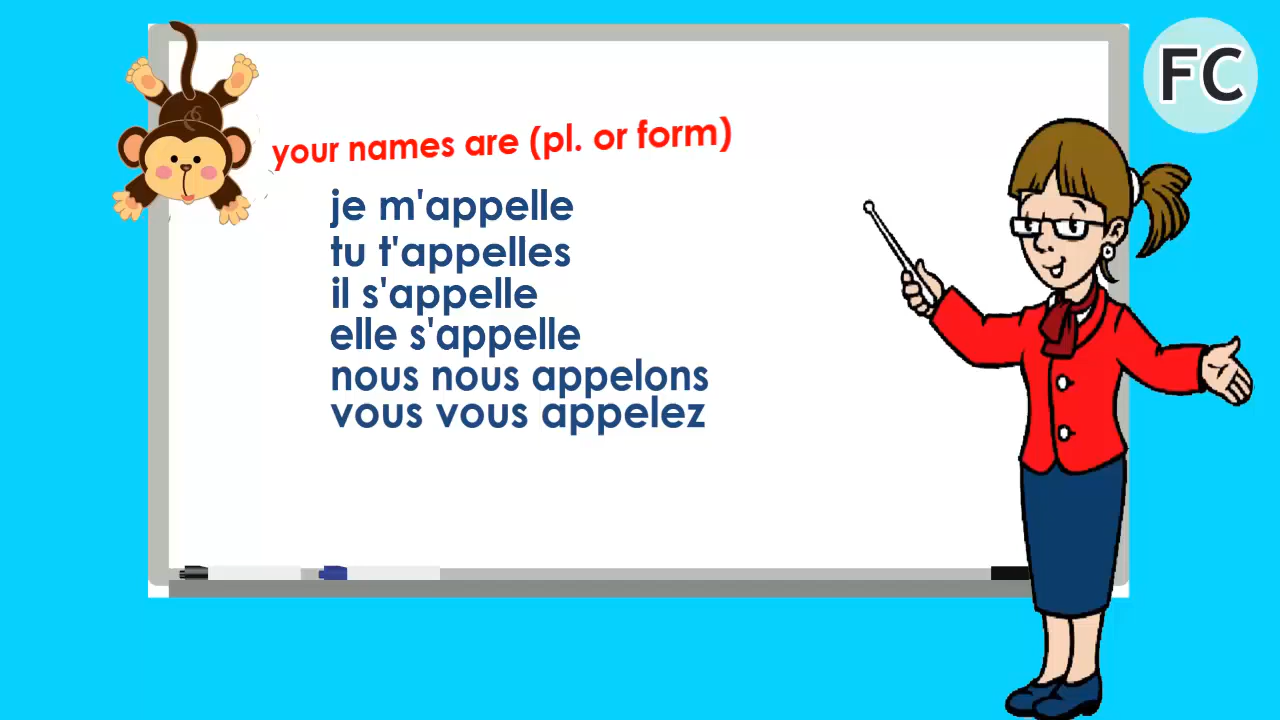 FC
your names are (pl. or form)
je m'appelle
tu t'appelles
il s'appelle
elle s'appelle
nous nous appelons
vous vous appelez